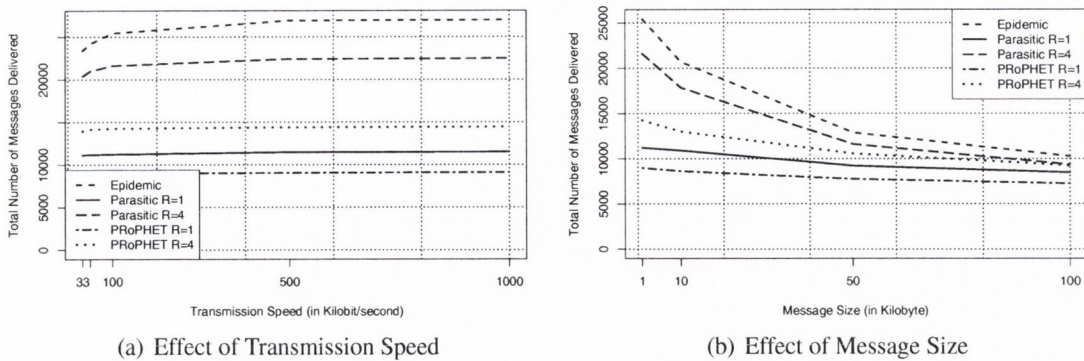 Total Number of Messages Delivered
20000
10000
5000
0
Epidemic
Parasitic R=1
Parasitic R=4
PRoPHET R=1
PRoPHET R=4
33
100
500
1000
Transmission Speed (in Kilobit/second)
(a) Effect of Transmission Speed
Total Number of Messages Delivered
25000
20000
15000
10000
5000
0
Epidemic
Parasitic R=1
Parasitic R=4
PRoPHET R=1
PRoPHET R=4
1
10
50
100
Message Size (in Kilobyte)
(b) Effect of Message Size